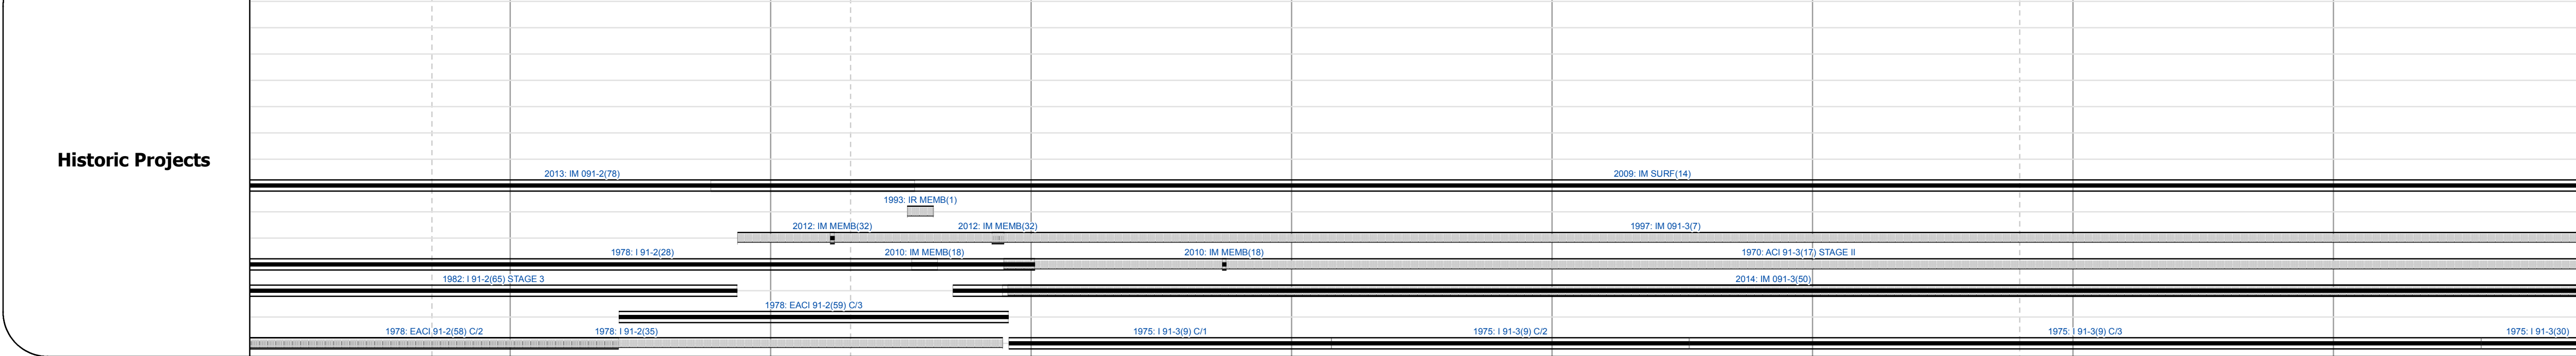 Historic Projects
2013: IM 091-2(78) 2009: IM SURF(14)
1993: IR MEMB(1)
2012: IM MEMB(32) 2012: IM MEMB(32) 1997: IM 091-3(7)
1978: I 91-2(28) 2010: IM MEMB(18) 2010: IM MEMB(18) 1970: ACI 91-3(17) STAGE II
1982: I 91-2(65) STAGE 3 2014: IM 091-3(50)
1978: EACI 91-2(59) C/3
1978: EACI 91-2(58) C/2 1978: I 91-2(35) 1975: I 91-3(9) C/1 1975: I 91-3(9) C/2 1975: I 91-3(9) C/3 1975: I 91-3(30)